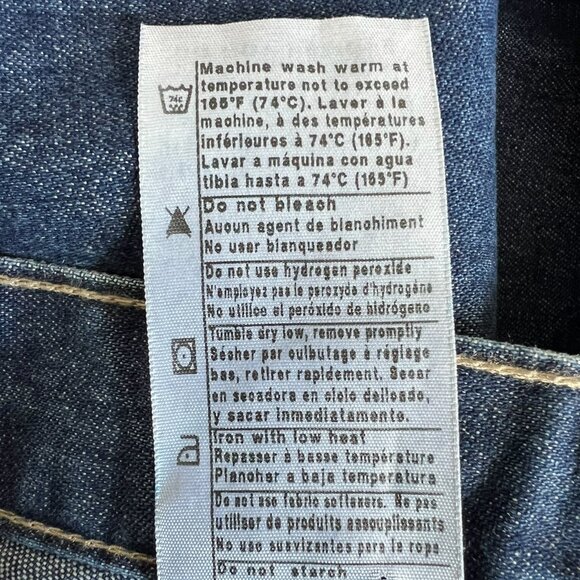 Machine wash warm at
temperature not to exceed
165°F (74°C). Laver à la
machine, à des températures
inférieures à 74°C (165°F).
Lavar a máquina con agua
tibia hasta a 74°C (165°F)
74C
Do not bleach
Aucun agent de blanchiment
No usar blanqueador
Do not use hydrogen peroxide
N'employez pas le peroxyde d'hydrogène
No utilice el peróxido de hidrógeno
Tumble dry low, remove promptly
Sécher par culbutage à réglage
bas, retirer rapidement. Secar
en secadora en ciclo delicado,
y sacar inmediatamente.
Iron with low heat
Repasser à basse température
Planchar a baja temperatura
Do not use fabric softeners. Ne pas
utiliser de produits assouplissants
No use suavizantes para la ropa
Do not starch